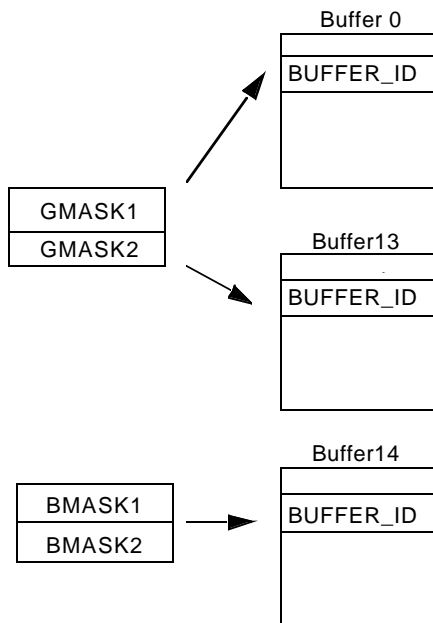 Buffer 0
BUFFER_ID
GMASK1
GMASK2
Buffer13
BUFFER_ID
Buffer14
BMASK1
BMASK2
BUFFER_ID